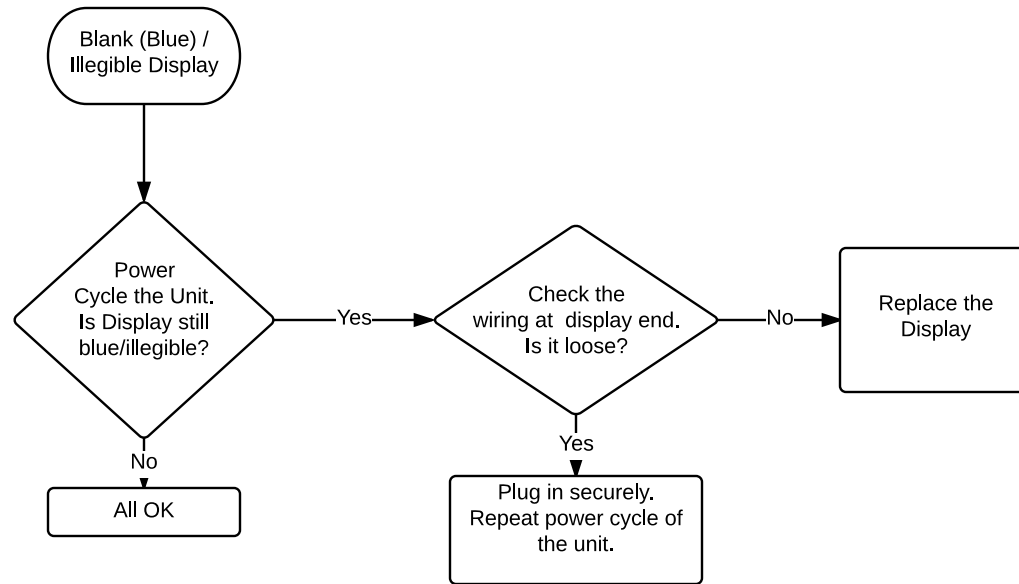 Blank (Blue) /
Illegible Display
Power
Cycle the Unit.
Is Display still
blue/illegible?
Yes
Check the
wiring at  display end.
Is it loose?
No
Replace the
Display
No
All OK
Yes
Plug in securely.
Repeat power cycle of
the unit.